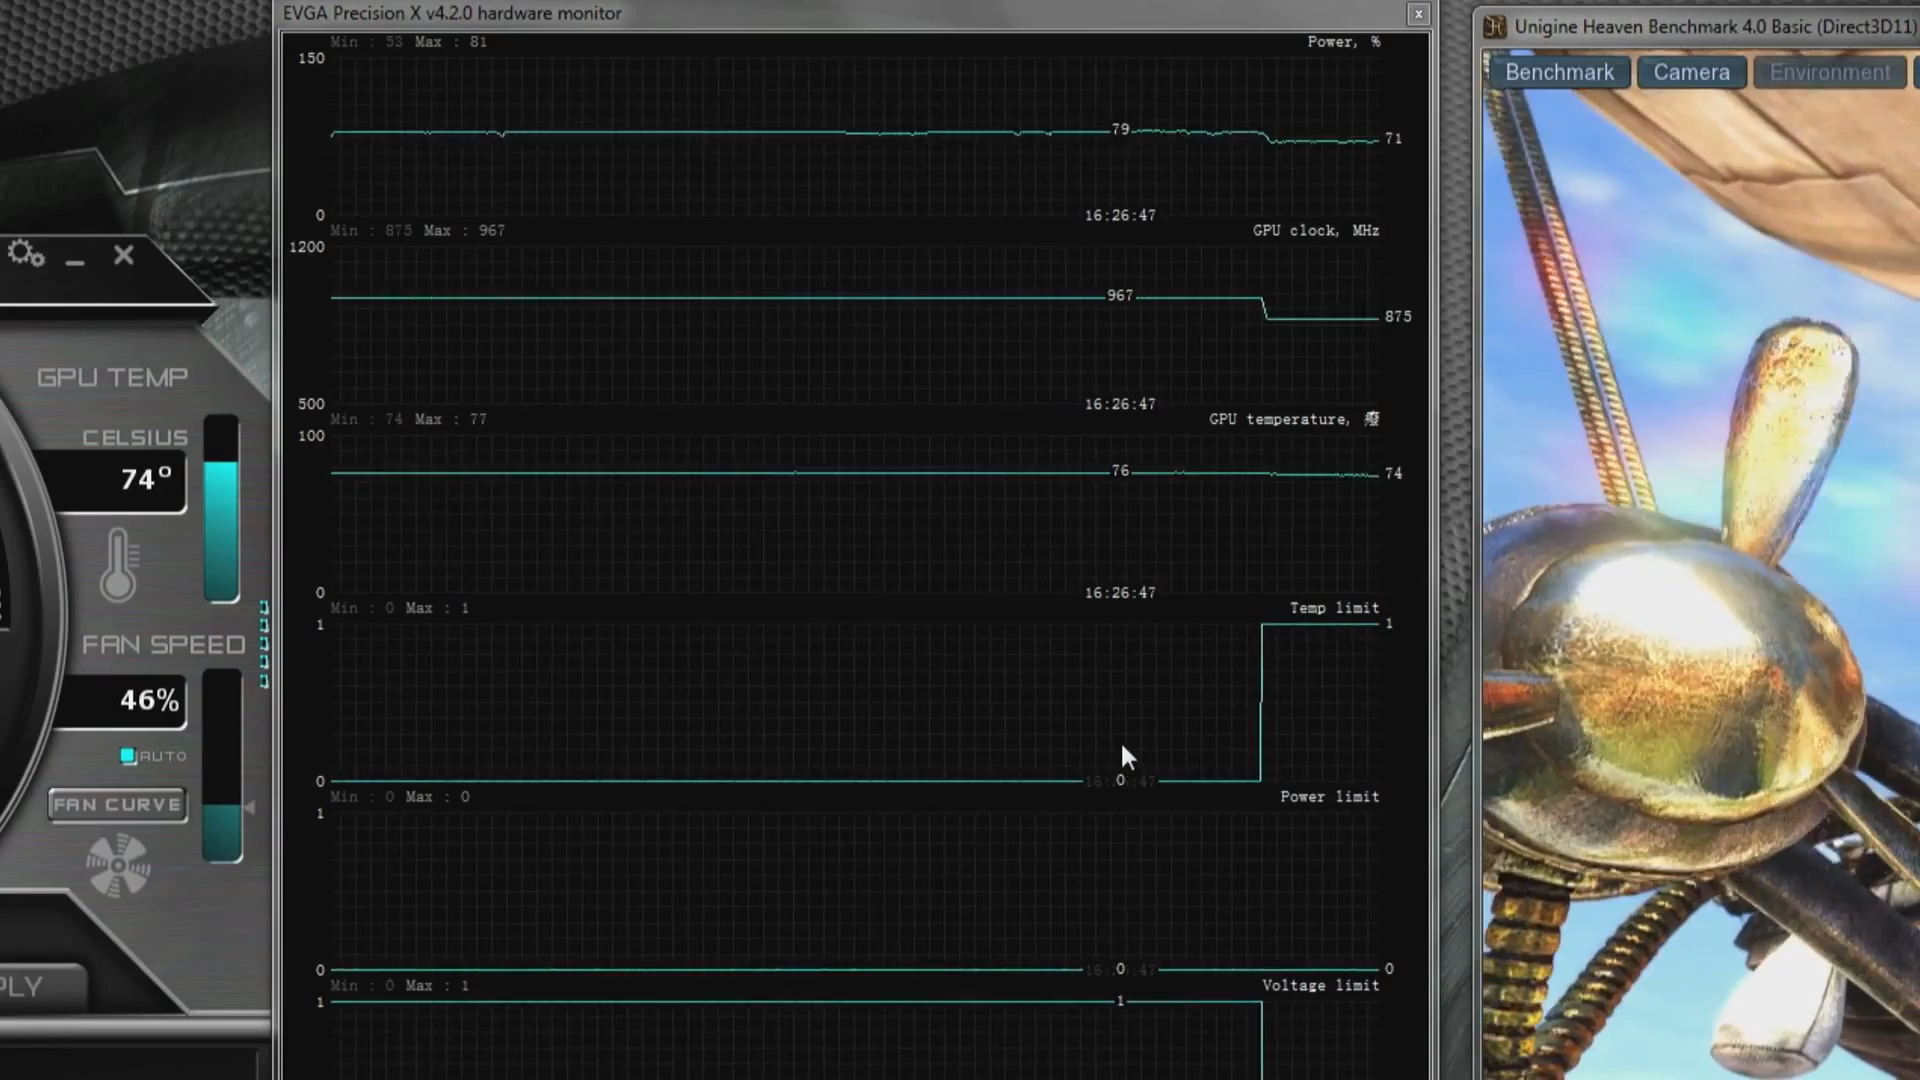 EVGA Precision X v4.2.0 hardware monitor
x
Min : 53 Max : 81
Power, %
150
79
71
0
16:26:47
Min : 875 Max : 967
GPU clock, MHz
1200
967
875
500
16:26:47
Min : 74 Max : 77
GPU temperature, 癈
100
76
74
0
16:26:47
Min : 0 Max : 1
Temp limit
1
1
0
0
Min : 0 Max : 0
Power limit
1
0
0
0
Min : 0 Max : 1
Voltage limit
1
1
GPU TEMP
CELSIUS
74°
FAN SPEED
46%
AUTO
FAN CURVE
PLY
Unigine Heaven Benchmark 4.0 Basic (Direct3D11)
Benchmark
Camera
Environment